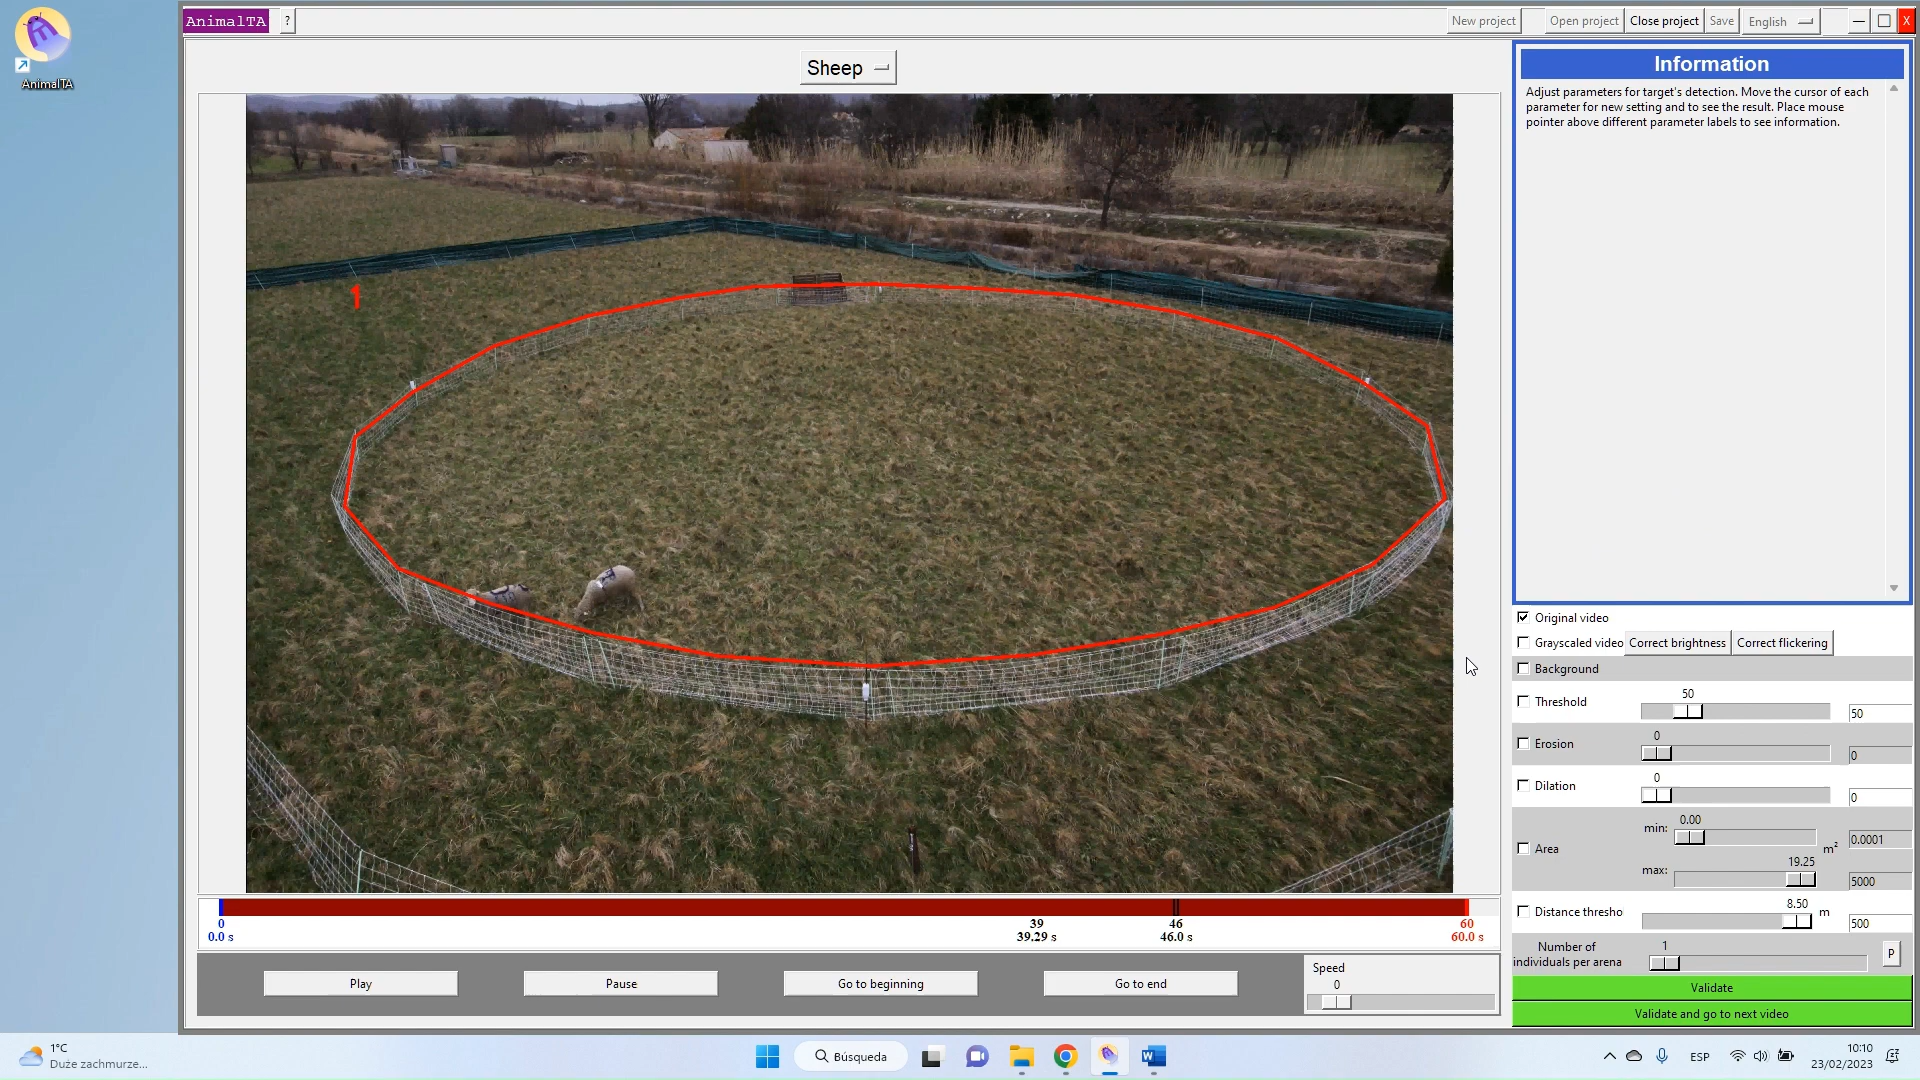 AnimalTA
?
New project
Open project
Close project
Save
English
X
AnimalTA
Sheep
Information
Adjust parameters for target's detection. Move the cursor of each
parameter for new setting and to see the result. Place mouse
pointer above different parameter labels to see information.
1
Original video
Grayscaled video
Correct brightness
Correct flickering
Background
Threshold
50
50
Erosion
0
0
Dilation
0
0
Area
min:
0.00
0.0001
m²
max:
19.25
5000
Distance thresho
8.50
m
500
Number of
individuals per arena
1
P
Validate
Validate and go to next video
0
0.0 s
39
39.29 s
46
46.0 s
60
60.0 s
Play
Pause
Go to beginning
Go to end
Speed
0
1°C
Duże zachmurze...
Búsqueda
ESP
10:10
23/02/2023